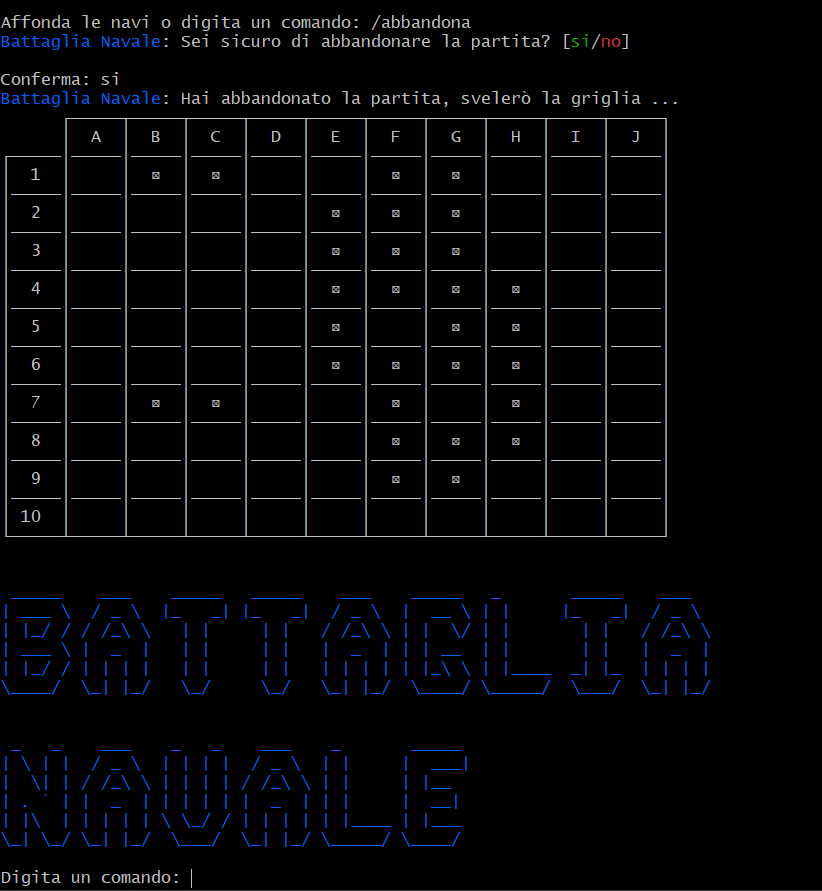 Affonda le navi o digita un comando: /abbandona
Battaglia Navale: Sei sicuro di abbandonare la partita? [si/no]
Conferma: si
Battaglia Navale: Hai abbandonato la partita, svelerò la griglia ...
A B C D E F G H I J
1 ⊠ ⊠ ⊠ ⊠
2 ⊠ ⊠ ⊠
3 ⊠ ⊠ ⊠
4 ⊠ ⊠ ⊠ ⊠
5 ⊠ ⊠ ⊠
6 ⊠ ⊠ ⊠ ⊠
7 ⊠ ⊠ ⊠ ⊠
8 ⊠ ⊠ ⊠
9 ⊠ ⊠
10
BATTAGLIA
NAVALE
Digita un comando: